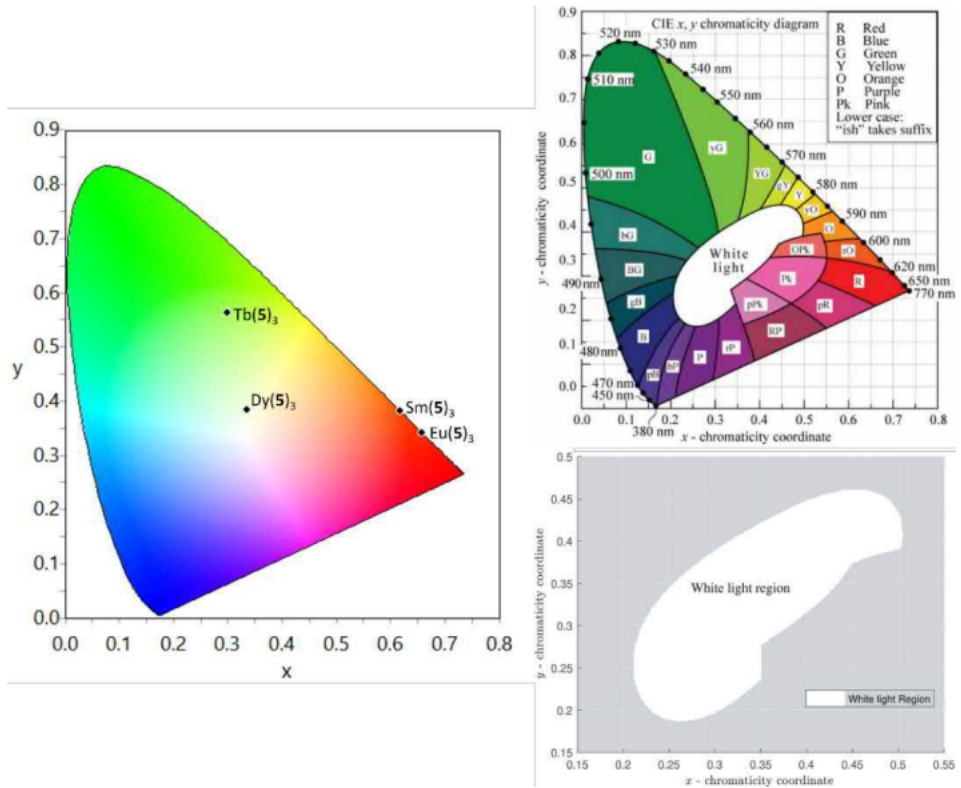 0.9
0.8
0.7
0.6
0.5
0.4
0.3
0.2
0.1
0.0
y
Tb(5)₃
Dy(5)₃
Sm(5)₃
Eu(5)₃
0.0 0.1 0.2 0.3 0.4 0.5 0.6 0.7 0.8
x
CIE x, y chromaticity diagram
R Red
B Blue
G Green
Y Yellow
O Orange
P Purple
Pk Pink
Lower case:
"ish" takes suffix
0.9
0.8
0.7
0.6
0.5
0.4
0.3
0.2
0.1
0.0
y - chromaticity coordinate
520 nm
530 nm
510 nm
540 nm
550 nm
560 nm
570 nm
500 nm
580 nm
590 nm
600 nm
620 nm
650 nm
770 nm
490 nm
480 nm
470 nm
450 nm
380 nm
G
yG
YG
gY
Y
yO
O
rO
OPk
bG
BG
gB
B
White
light
Pk
R
pPk
pR
RP
rP
P
bP
pB
0.0 0.1 0.2 0.3 0.4 0.5 0.6 0.7 0.8
x - chromaticity coordinate
0.5
0.45
0.4
0.35
0.3
0.25
0.2
0.15
y - chromaticity coordinate
White light region
White light Region
0.15 0.2 0.25 0.3 0.35 0.4 0.45 0.5 0.55
x - chromaticity coordinate